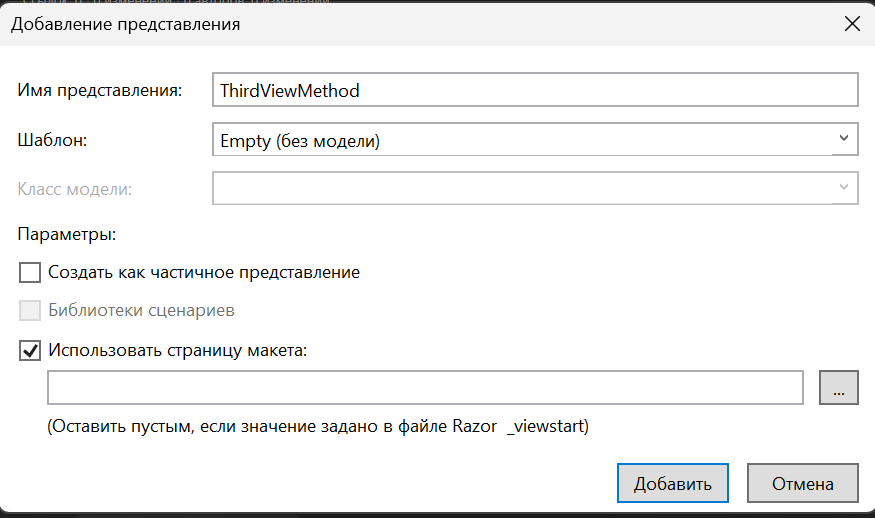 Добавление представления
Имя представления: ThirdViewMethod
Шаблон: Empty (без модели)
Класс модели:
Параметры:
Создать как частичное представление
Библиотеки сценариев
Использовать страницу макета:
...
(Оставить пустым, если значение задано в файле Razor _viewstart)
Добавить Отмена